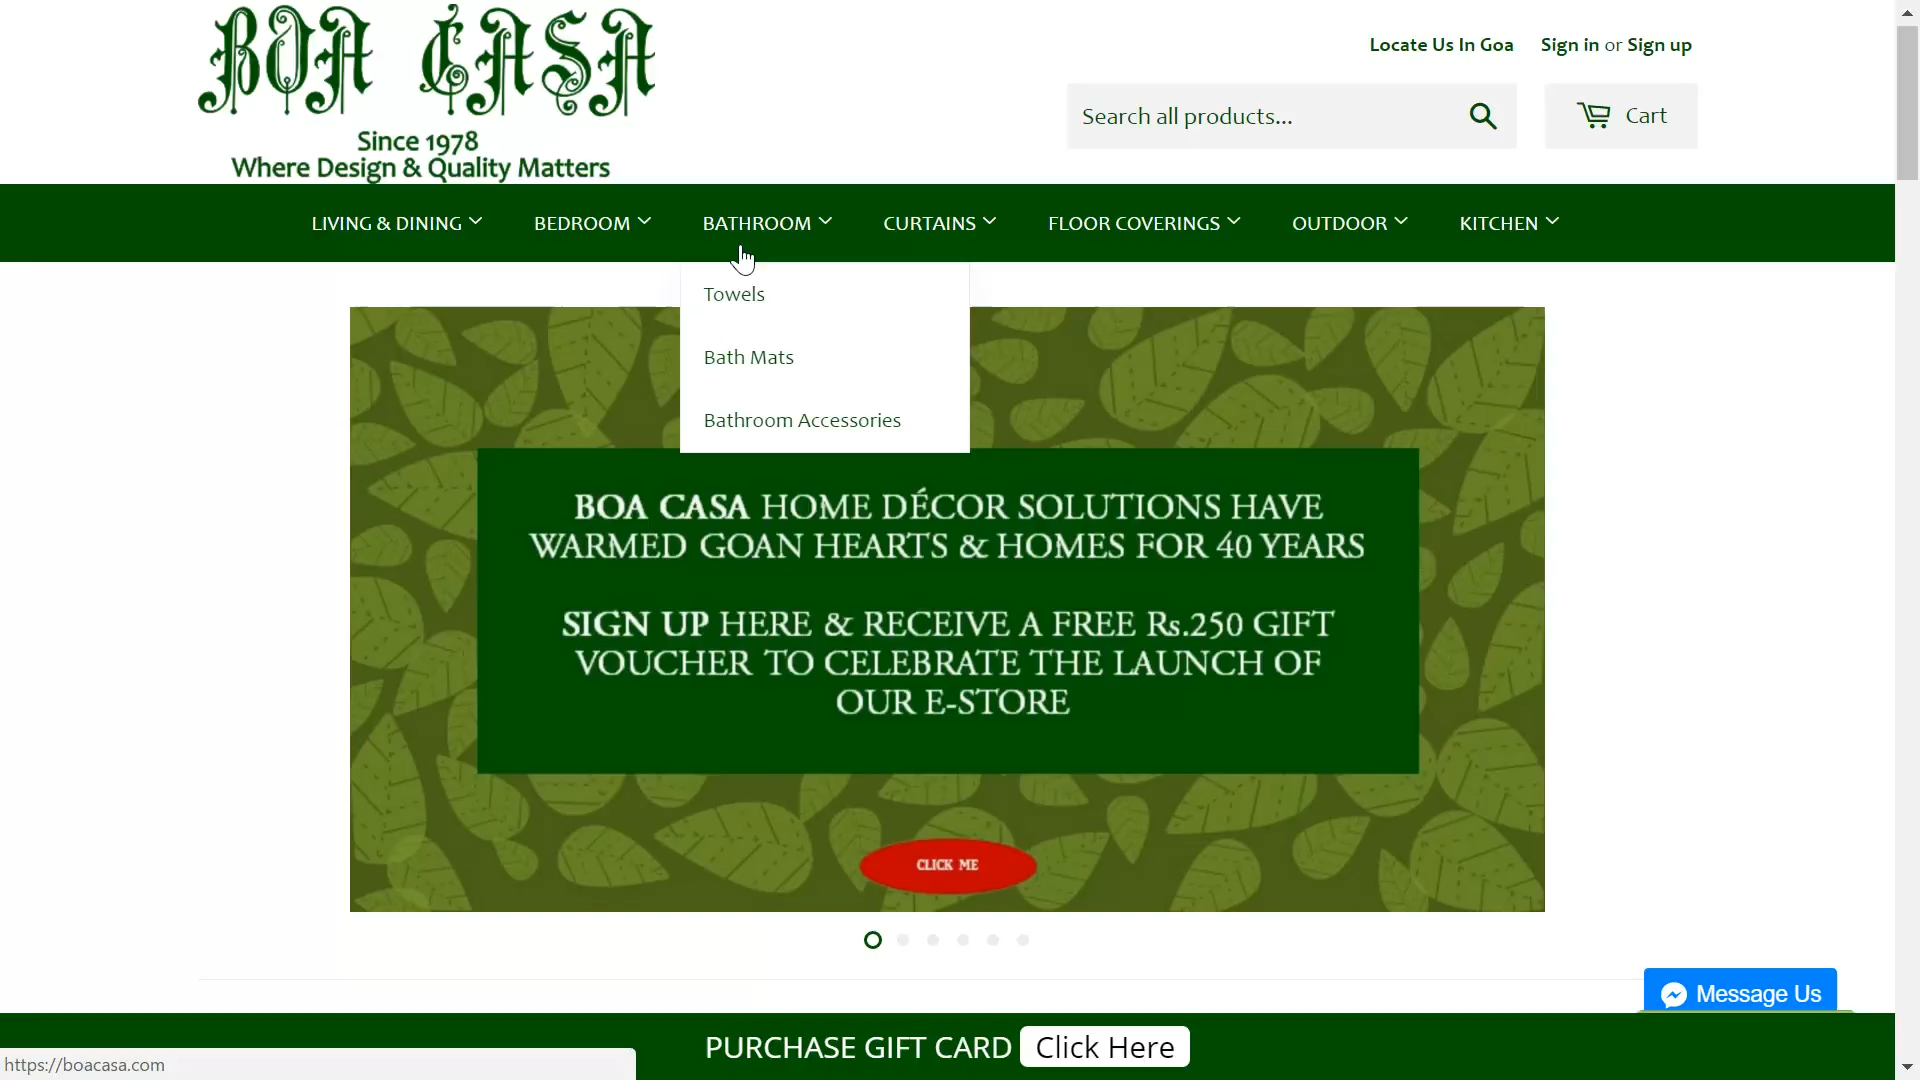 BOA CASA
Since 1978
Where Design & Quality Matters
Locate Us In Goa
Sign in or Sign up
Search all products...
Cart
LIVING & DINING
BEDROOM
BATHROOM
CURTAINS
FLOOR COVERINGS
OUTDOOR
KITCHEN
Towels
Bath Mats
Bathroom Accessories
BOA CASA HOME DÉCOR SOLUTIONS HAVE
WARMED GOAN HEARTS & HOMES FOR 40 YEARS
SIGN UP HERE & RECEIVE A FREE Rs.250 GIFT
VOUCHER TO CELEBRATE THE LAUNCH OF
OUR E-STORE
CLICK ME
Message Us
PURCHASE GIFT CARD Click Here
https://boacasa.com